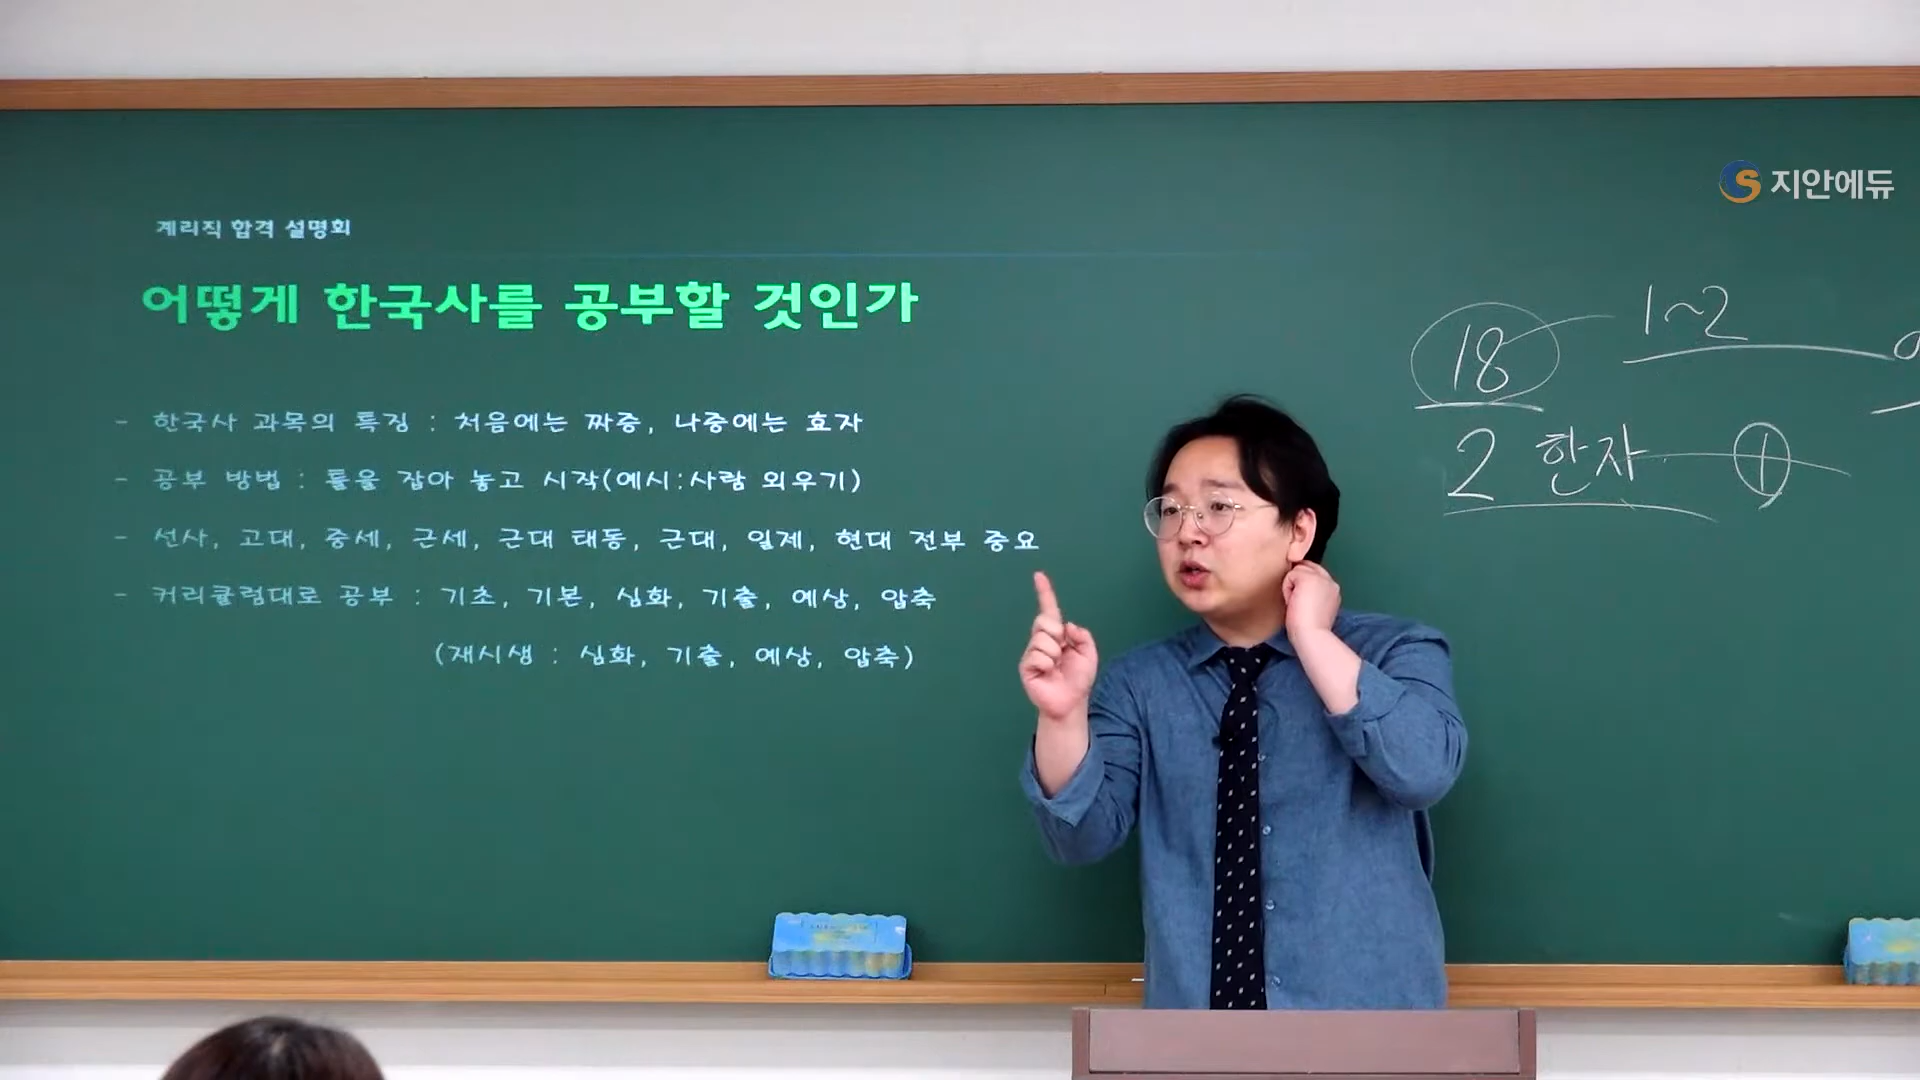 지안에듀
계리직 합격 설명회
어떻게 한국사를 공부할 것인가
- 한국사 과목의 특징 : 처음에는 짜증, 나중에는 효자
- 공부 방법 : 틀을 잡아 놓고 시작(예시:사람 외우기)
- 선사, 고대, 중세, 근세, 근대 태동, 근대, 일제, 현대 전부 중요
- 커리큘럼대로 공부 : 기초, 기본, 심화, 기출, 예상, 압축
(재시생 : 심화, 기출, 예상, 압축)
18 1~2
2 한자 1